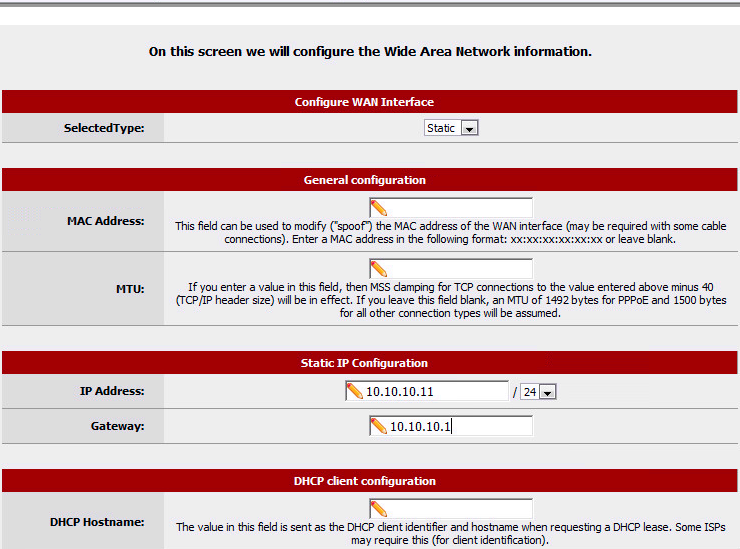 On this screen we will configure the Wide Area Network information.
Configure WAN Interface
SelectedType: Static
General configuration
MAC Address:
This field can be used to modify ("spoof") the MAC address of the WAN interface (may be required with some cable
connections). Enter a MAC address in the following format: xx:xx:xx:xx:xx:xx or leave blank.
MTU:
If you enter a value in this field, then MSS clamping for TCP connections to the value entered above minus 40
(TCP/IP header size) will be in effect. If you leave this field blank, an MTU of 1492 bytes for PPPoE and 1500 bytes
for all other connection types will be assumed.
Static IP Configuration
IP Address: 10.10.10.11 / 24
Gateway: 10.10.10.1
DHCP client configuration
DHCP Hostname:
The value in this field is sent as the DHCP client identifier and hostname when requesting a DHCP lease. Some ISPs
may require this (for client identification).